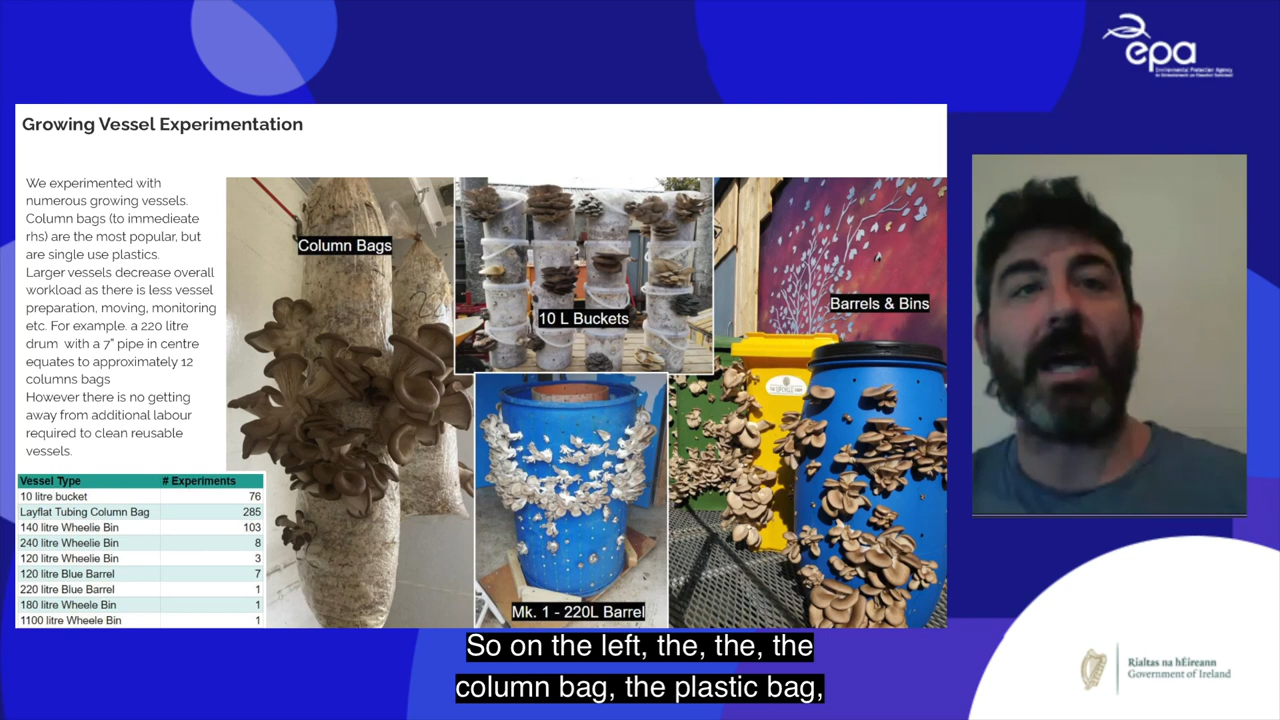 epa
Environmental Protection Agency
Growing Vessel Experimentation
We experimented with
numerous growing vessels.
Column bags (to immedieate
rhs) are the most popular, but
are single use plastics.
Larger vessels decrease overall
workload as there is less vessel
preparation, moving, monitoring
etc. For example. a 220 litre
drum with a 7" pipe in centre
equates to approximately 12
columns bags
However there is no getting
away from additional labour
required to clean reusable
vessels.
Column Bags
10 L Buckets
Barrels & Bins
Mk. 1 - 220L Barrel
Vessel Type # Experiments
10 litre bucket 76
Layflat Tubing Column Bag 285
140 litre Wheelie Bin 103
240 litre Wheelie Bin 8
120 litre Wheelie Bin 3
120 litre Blue Barrel 7
220 litre Blue Barrel 1
180 litre Wheele Bin 1
1100 litre Wheele Bin 1
So on the left, the, the, the
column bag, the plastic bag,
Rialtas na hÉireann
Government of Ireland